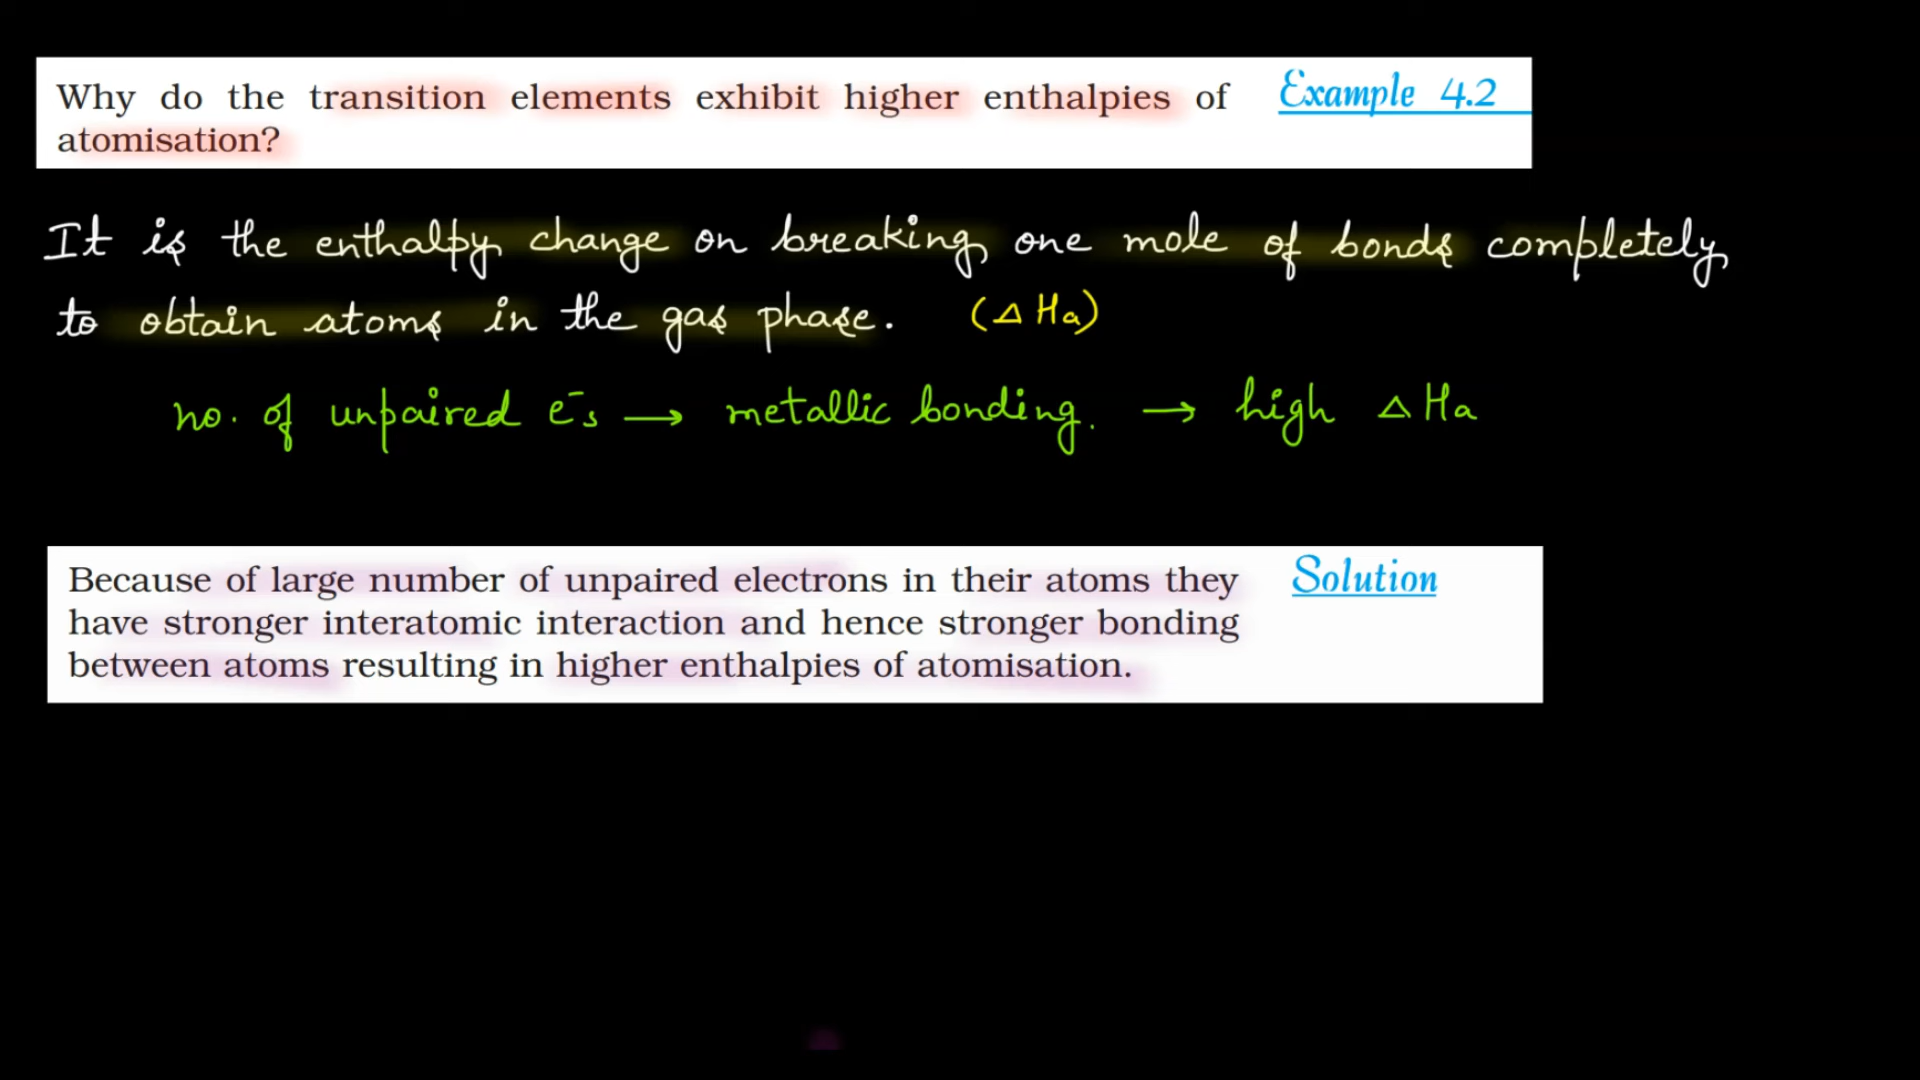 Why do the transition elements exhibit higher enthalpies of Example 4.2
atomisation?
It is the enthalpy change on breaking one mole of bonds completely
to obtain atoms in the gas phase. (Δ Ha)
no. of unpaired e⁻s → metallic bonding. → high Δ Ha
Because of large number of unpaired electrons in their atoms they Solution
have stronger interatomic interaction and hence stronger bonding
between atoms resulting in higher enthalpies of atomisation.